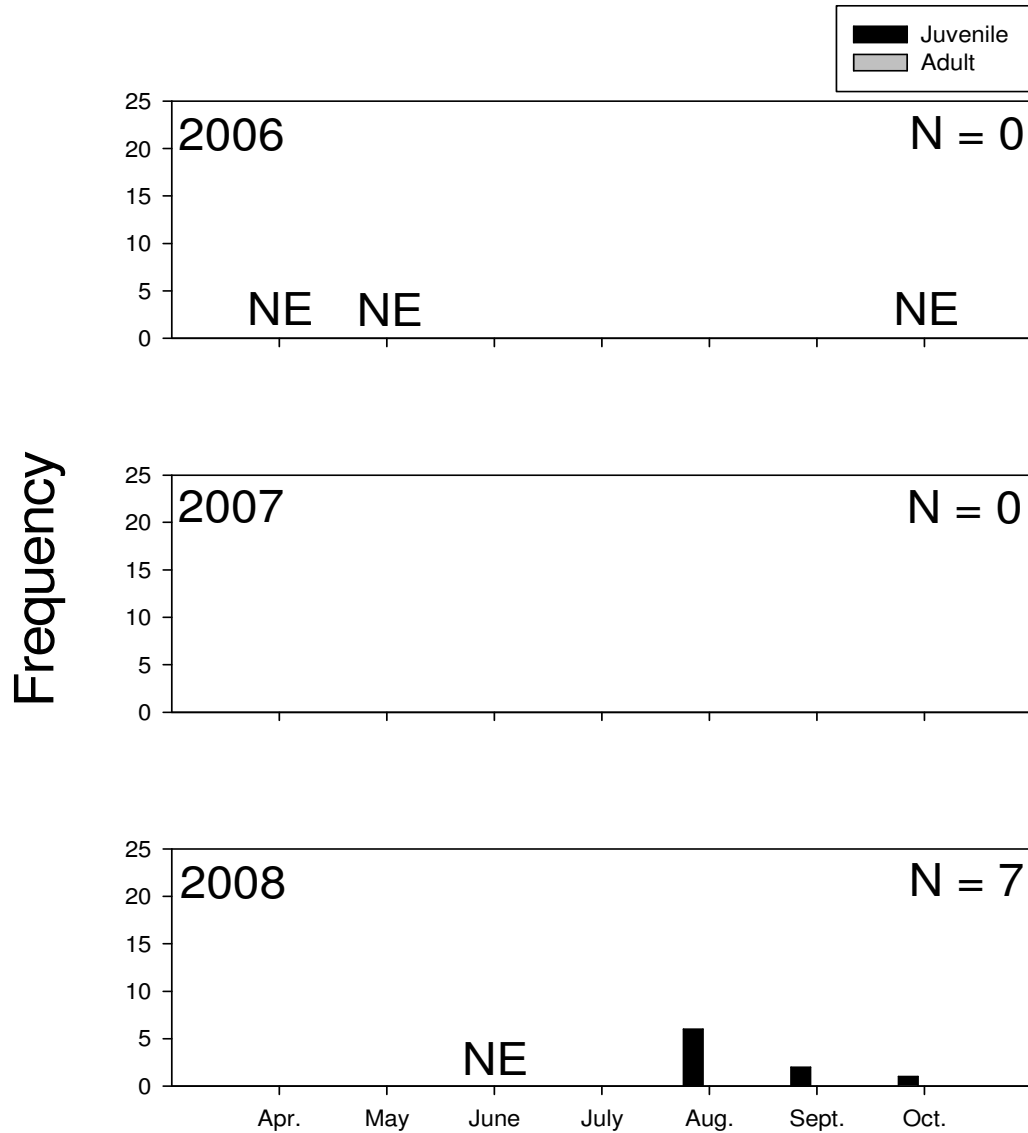 Juvenile
Adult
25
2006
N = 0
20
15
10
5
NE
NE
NE
0
Frequency
25
2007
N = 0
20
15
10
5
0
25
2008
N = 7
20
15
10
5
NE
0
Apr.
May
June
July
Aug.
Sept.
Oct.